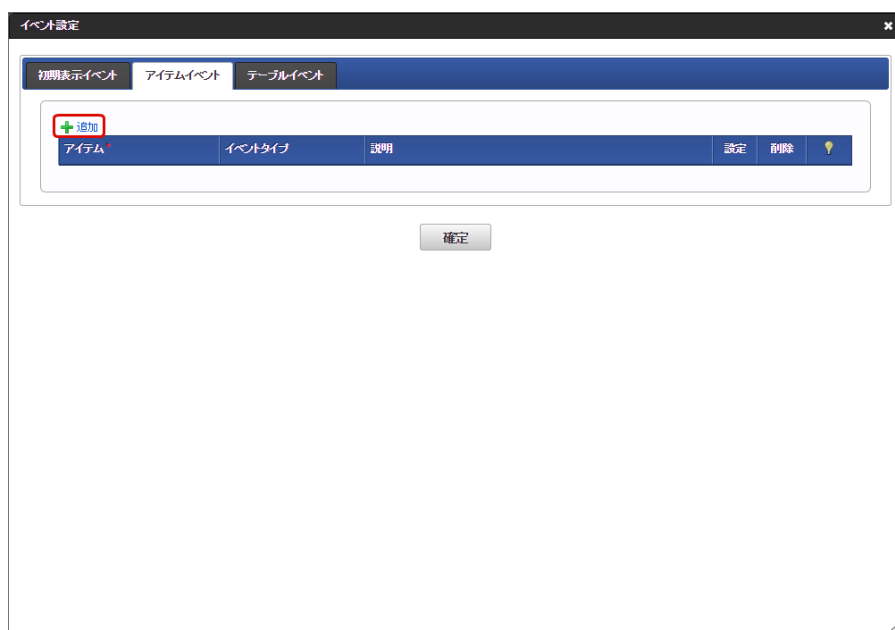 イベント設定
初期表示イベント アイテムイベント テーブルイベント
追加
アイテム* イベントタイプ 説明 設定 削除
確定